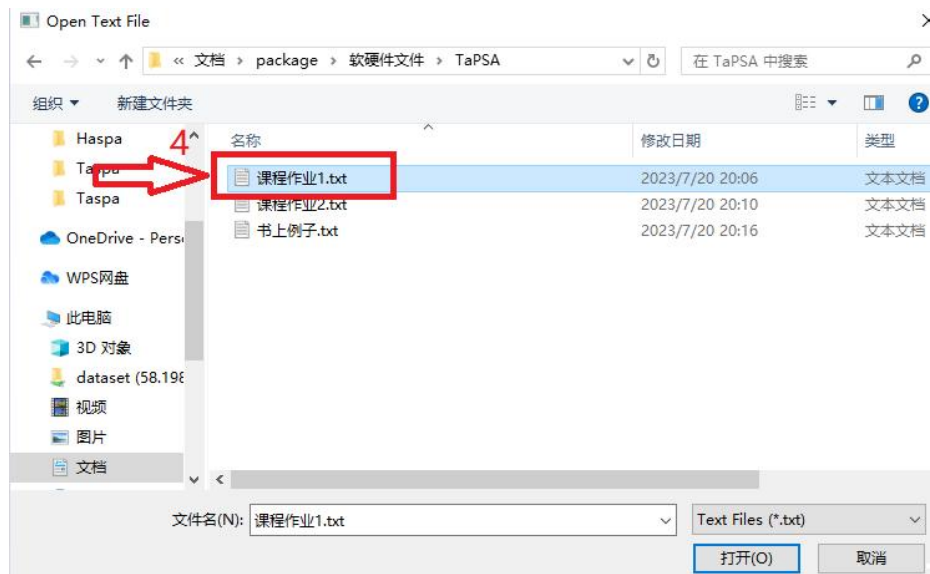 Open Text File
« 文档 › package › 软硬件文件 › TaPSA
在 TaPSA 中搜索
组织
新建文件夹
Haspa
4
名称
修改日期
类型
Taspa
课程作业1.txt
2023/7/20 20:06
文本文档
Taspa
课程作业2.txt
2023/7/20 20:10
文本文档
OneDrive - Pers
书上例子.txt
2023/7/20 20:16
文本文档
WPS网盘
此电脑
3D 对象
dataset (58.198
视频
图片
文档
文件名(N):
课程作业1.txt
Text Files (*.txt)
打开(O)
取消